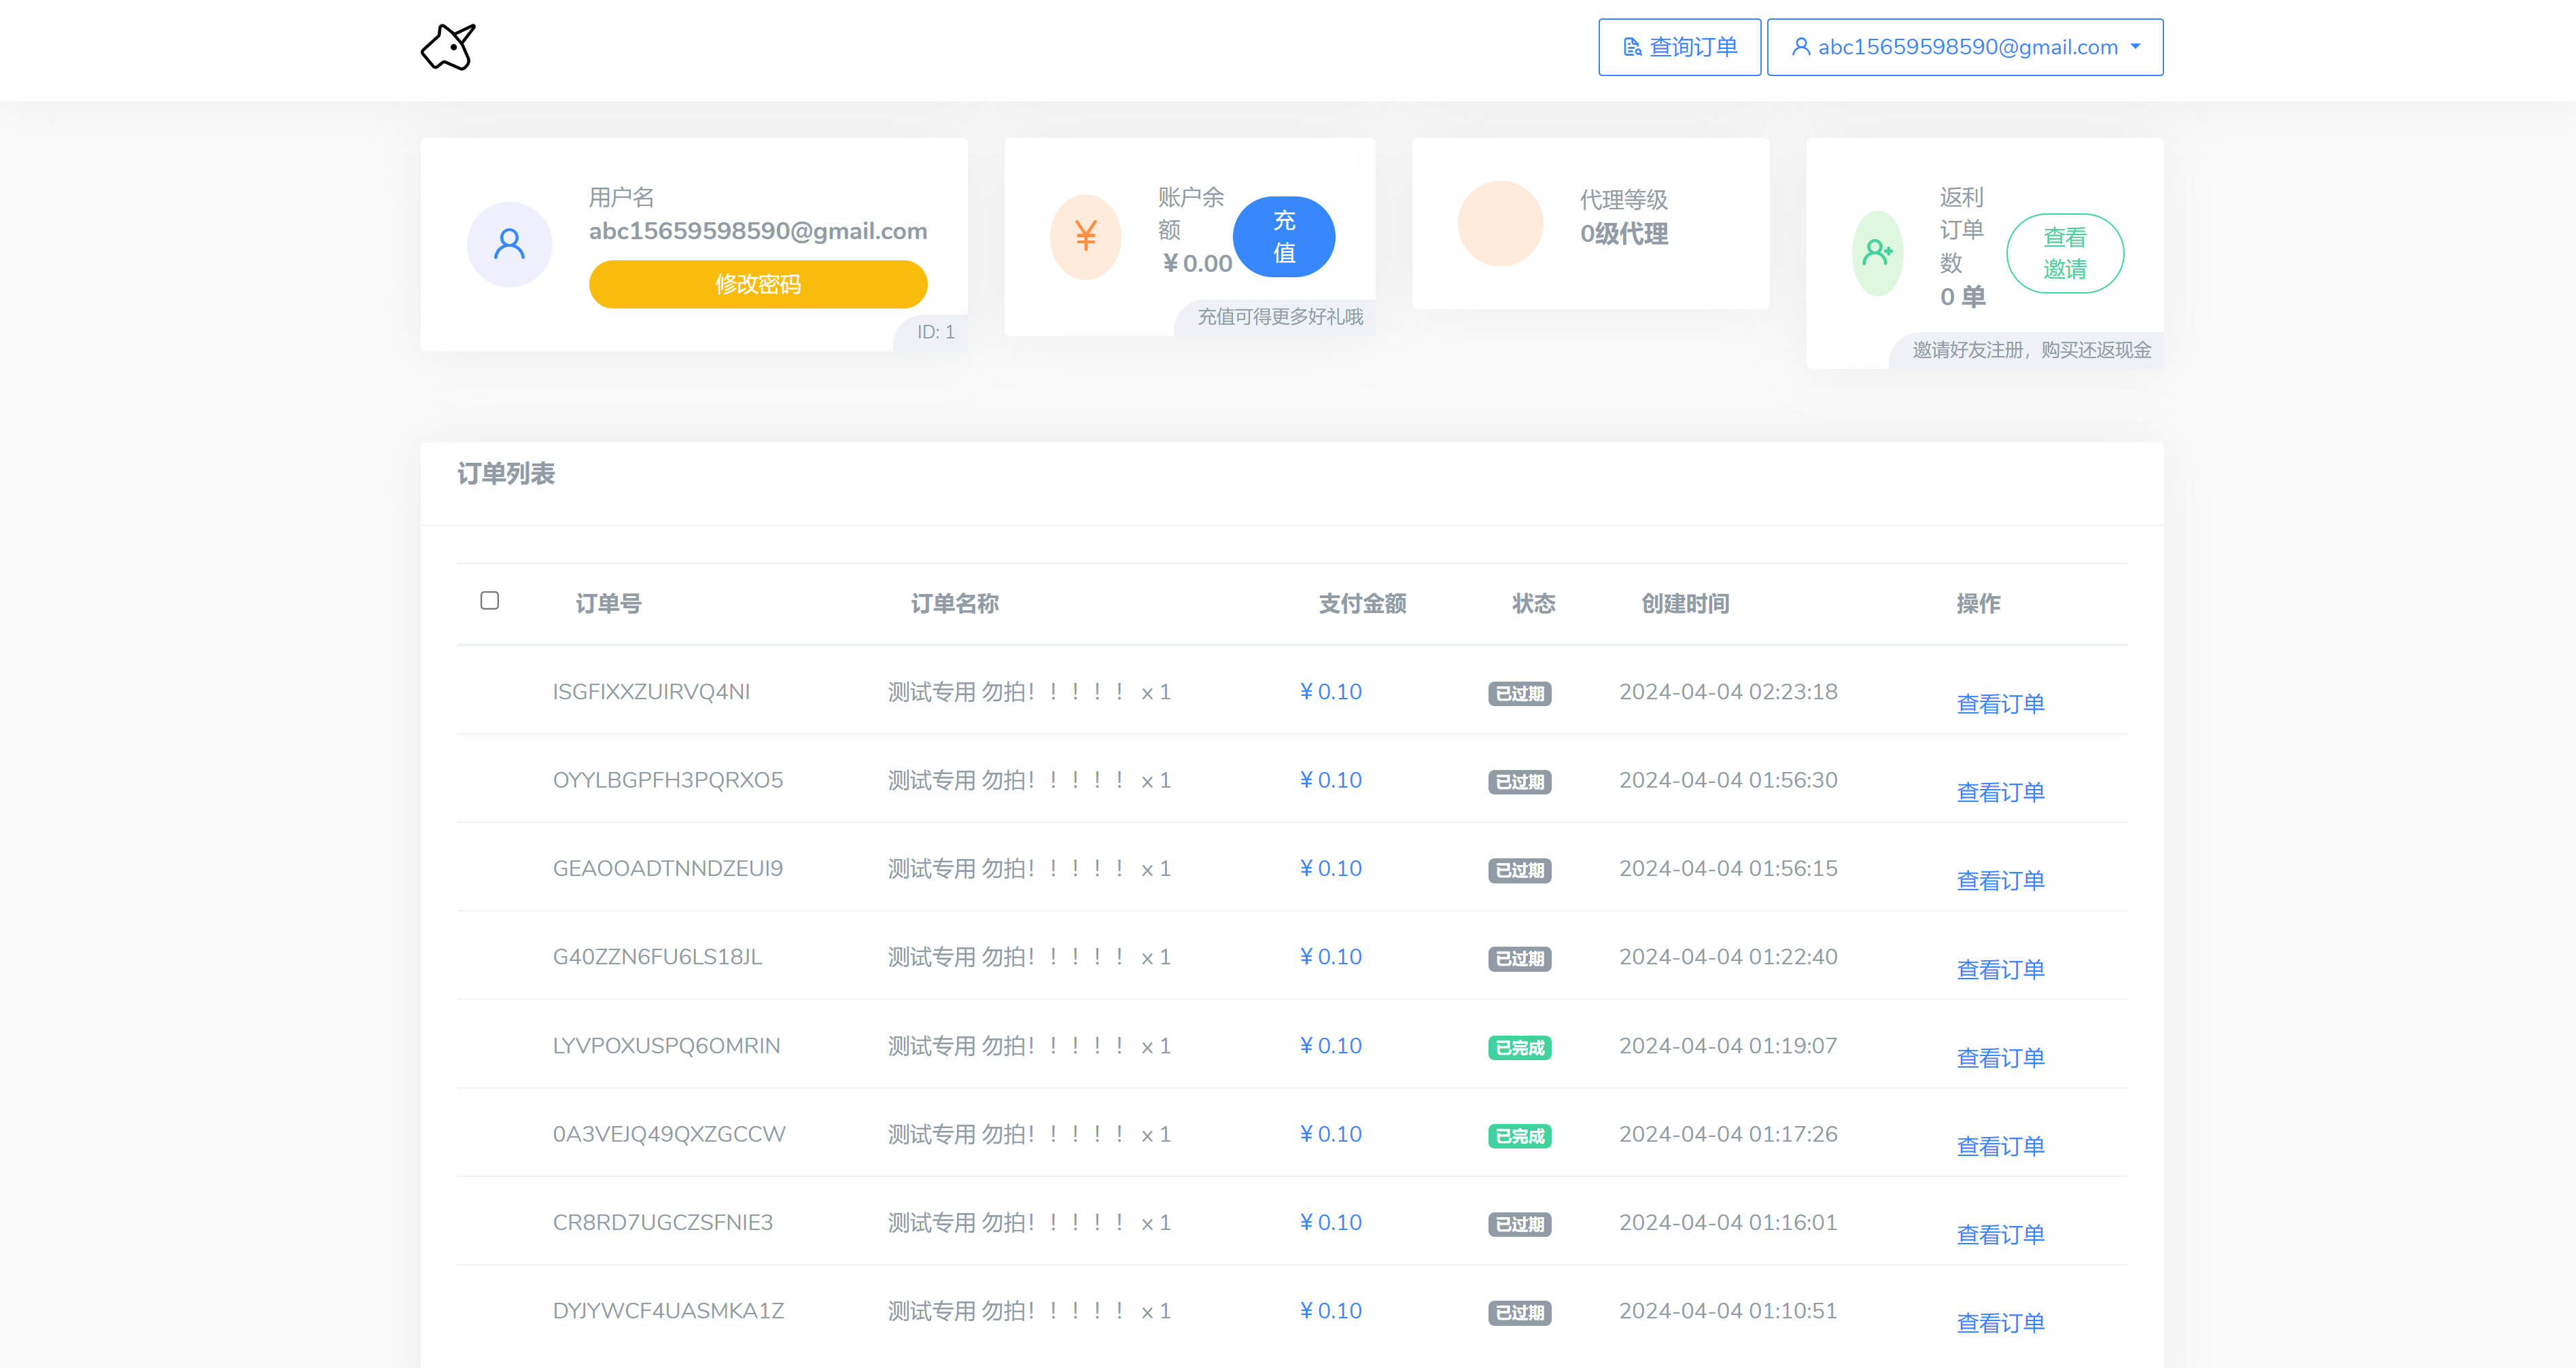 查询订单
abc15659598590@gmail.com
用户名
abc15659598590@gmail.com
修改密码
ID: 1
账户余
额
¥ 0.00
充
值
充值可得更多好礼哦
代理等级
0级代理
返利
订单
数
0 单
查看
邀请
邀请好友注册，购买还返现金
订单列表
订单号 订单名称 支付金额 状态 创建时间 操作
ISGFIXXZUIRVQ4NI 测试专用 勿拍！！！！！ x 1 ¥ 0.10 已过期 2024-04-04 02:23:18 查看订单
OYYLBGPFH3PQRXO5 测试专用 勿拍！！！！！ x 1 ¥ 0.10 已过期 2024-04-04 01:56:30 查看订单
GEAOOADTNNDZEUI9 测试专用 勿拍！！！！！ x 1 ¥ 0.10 已过期 2024-04-04 01:56:15 查看订单
G40ZZN6FU6LS18JL 测试专用 勿拍！！！！！ x 1 ¥ 0.10 已过期 2024-04-04 01:22:40 查看订单
LYVPOXUSPQ6OMRIN 测试专用 勿拍！！！！！ x 1 ¥ 0.10 已完成 2024-04-04 01:19:07 查看订单
0A3VEJQ49QXZGCCW 测试专用 勿拍！！！！！ x 1 ¥ 0.10 已完成 2024-04-04 01:17:26 查看订单
CR8RD7UGCZSFNIE3 测试专用 勿拍！！！！！ x 1 ¥ 0.10 已过期 2024-04-04 01:16:01 查看订单
DYJYWCF4UASMKA1Z 测试专用 勿拍！！！！！ x 1 ¥ 0.10 已过期 2024-04-04 01:10:51 查看订单